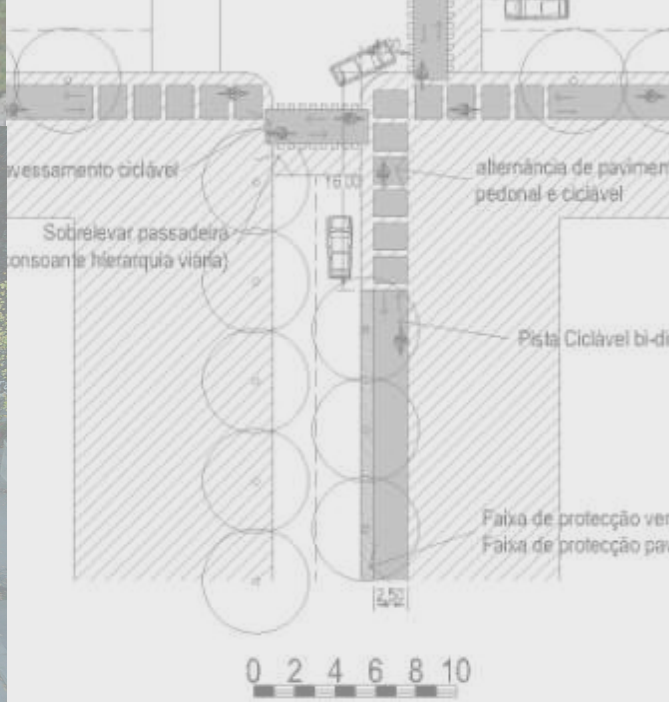 avessamento ciclável
16,00
alternância de pavimen
pedonal e ciclável
Sobrelevar passadeira
consoante hierarquia viária)
Pista Ciclável bi-di
Faixa de protecção ver
Faixa de protecção pav
2,50
0 2 4 6 8 10